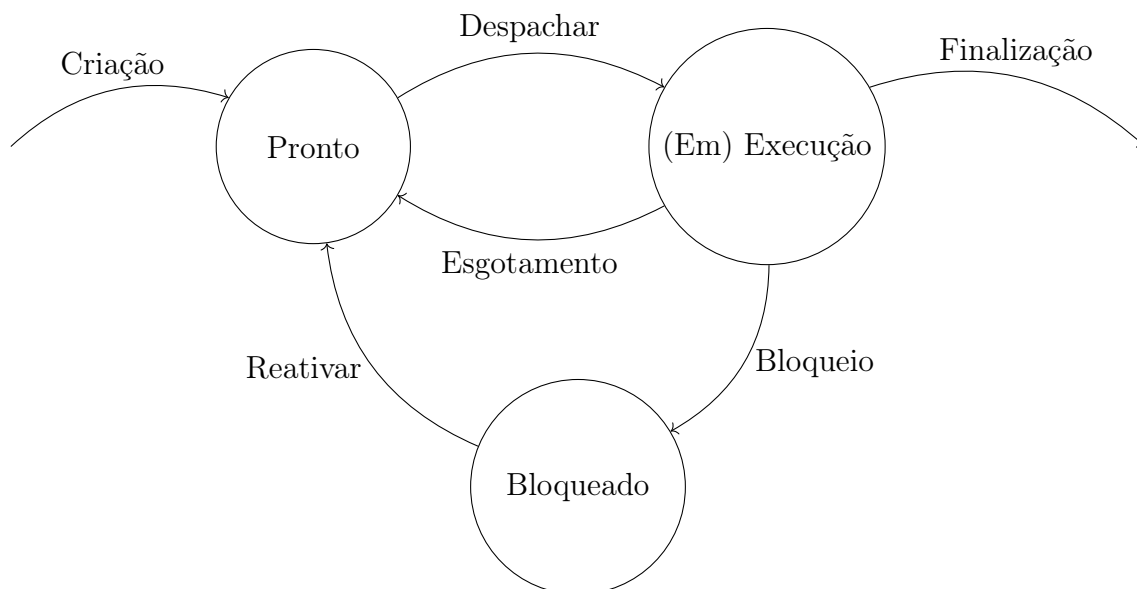 Despachar
Finalização
Criação
Pronto
(Em) Execução
Esgotamento
Reativar
Bloqueio
Bloqueado